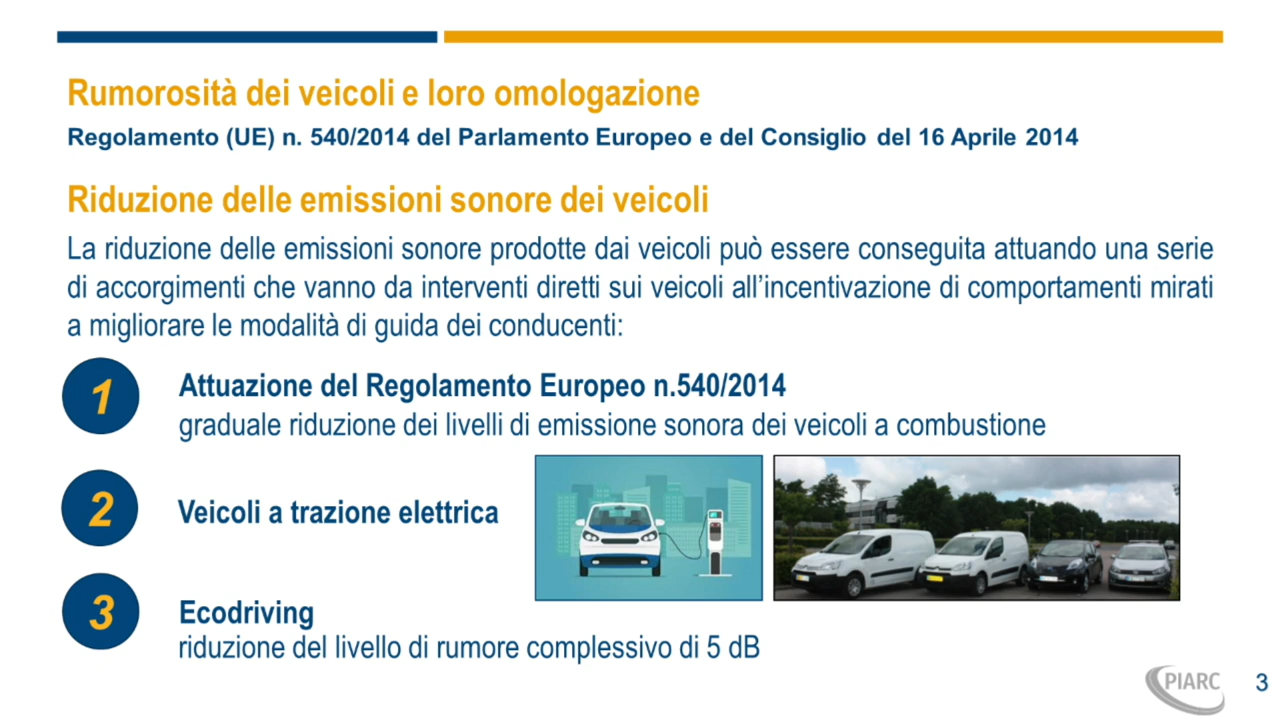 Rumorosità dei veicoli e loro omologazione
Regolamento (UE) n. 540/2014 del Parlamento Europeo e del Consiglio del 16 Aprile 2014
Riduzione delle emissioni sonore dei veicoli
La riduzione delle emissioni sonore prodotte dai veicoli può essere conseguita attuando una serie
di accorgimenti che vanno da interventi diretti sui veicoli all’incentivazione di comportamenti mirati
a migliorare le modalità di guida dei conducenti:
1
Attuazione del Regolamento Europeo n.540/2014
graduale riduzione dei livelli di emissione sonora dei veicoli a combustione
2
Veicoli a trazione elettrica
3
Ecodriving
riduzione del livello di rumore complessivo di 5 dB
PIARC
3